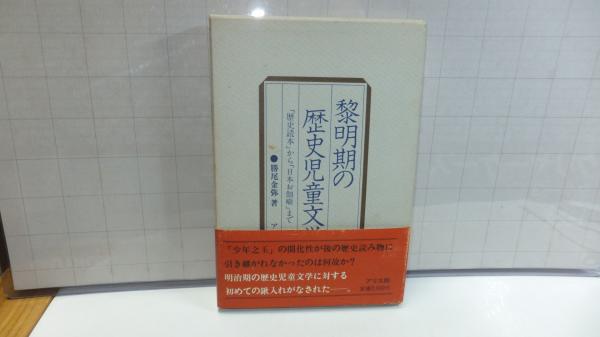 黎明期の
歴史児童文学
「歴史読本」から「日本お伽噺」まで
●勝尾金弥 著
ア
「少年之玉」の開化性が後の歴史読み物に
引き継がれなかったのは何故か?
明治期の歴史児童文学に対する
初めての鍬入れがなされた――。